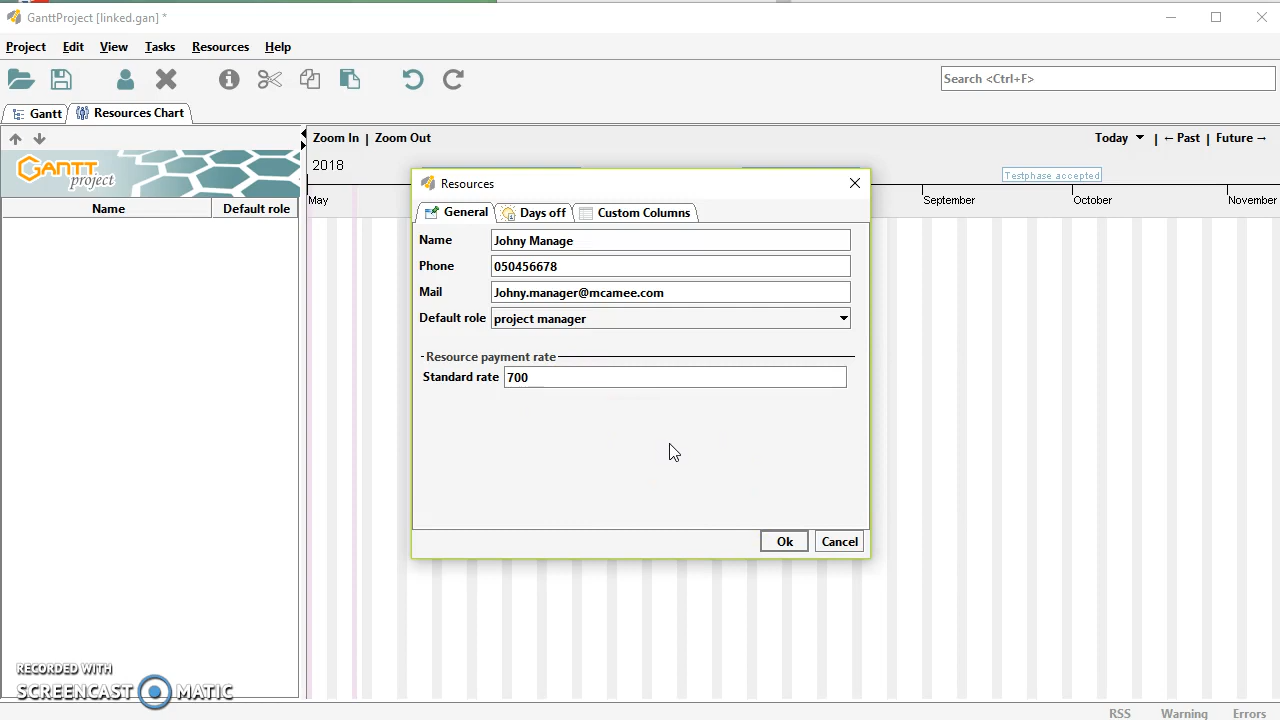 GanttProject [linked.gan] *
Project Edit View Tasks Resources Help
Search <Ctrl+F>
Gantt Resources Chart
Zoom In | Zoom Out Today | ←Past | Future→
GANTT project
2018
Testphase accepted
May September October November
Name Default role
Resources
General Days off Custom Columns
Name Johny Manage
Phone 050456678
Mail Johny.manager@mcamee.com
Default role project manager
Resource payment rate
Standard rate 700
Ok Cancel
RECORDED WITH
SCREENCAST MATIC
RSS Warning Errors